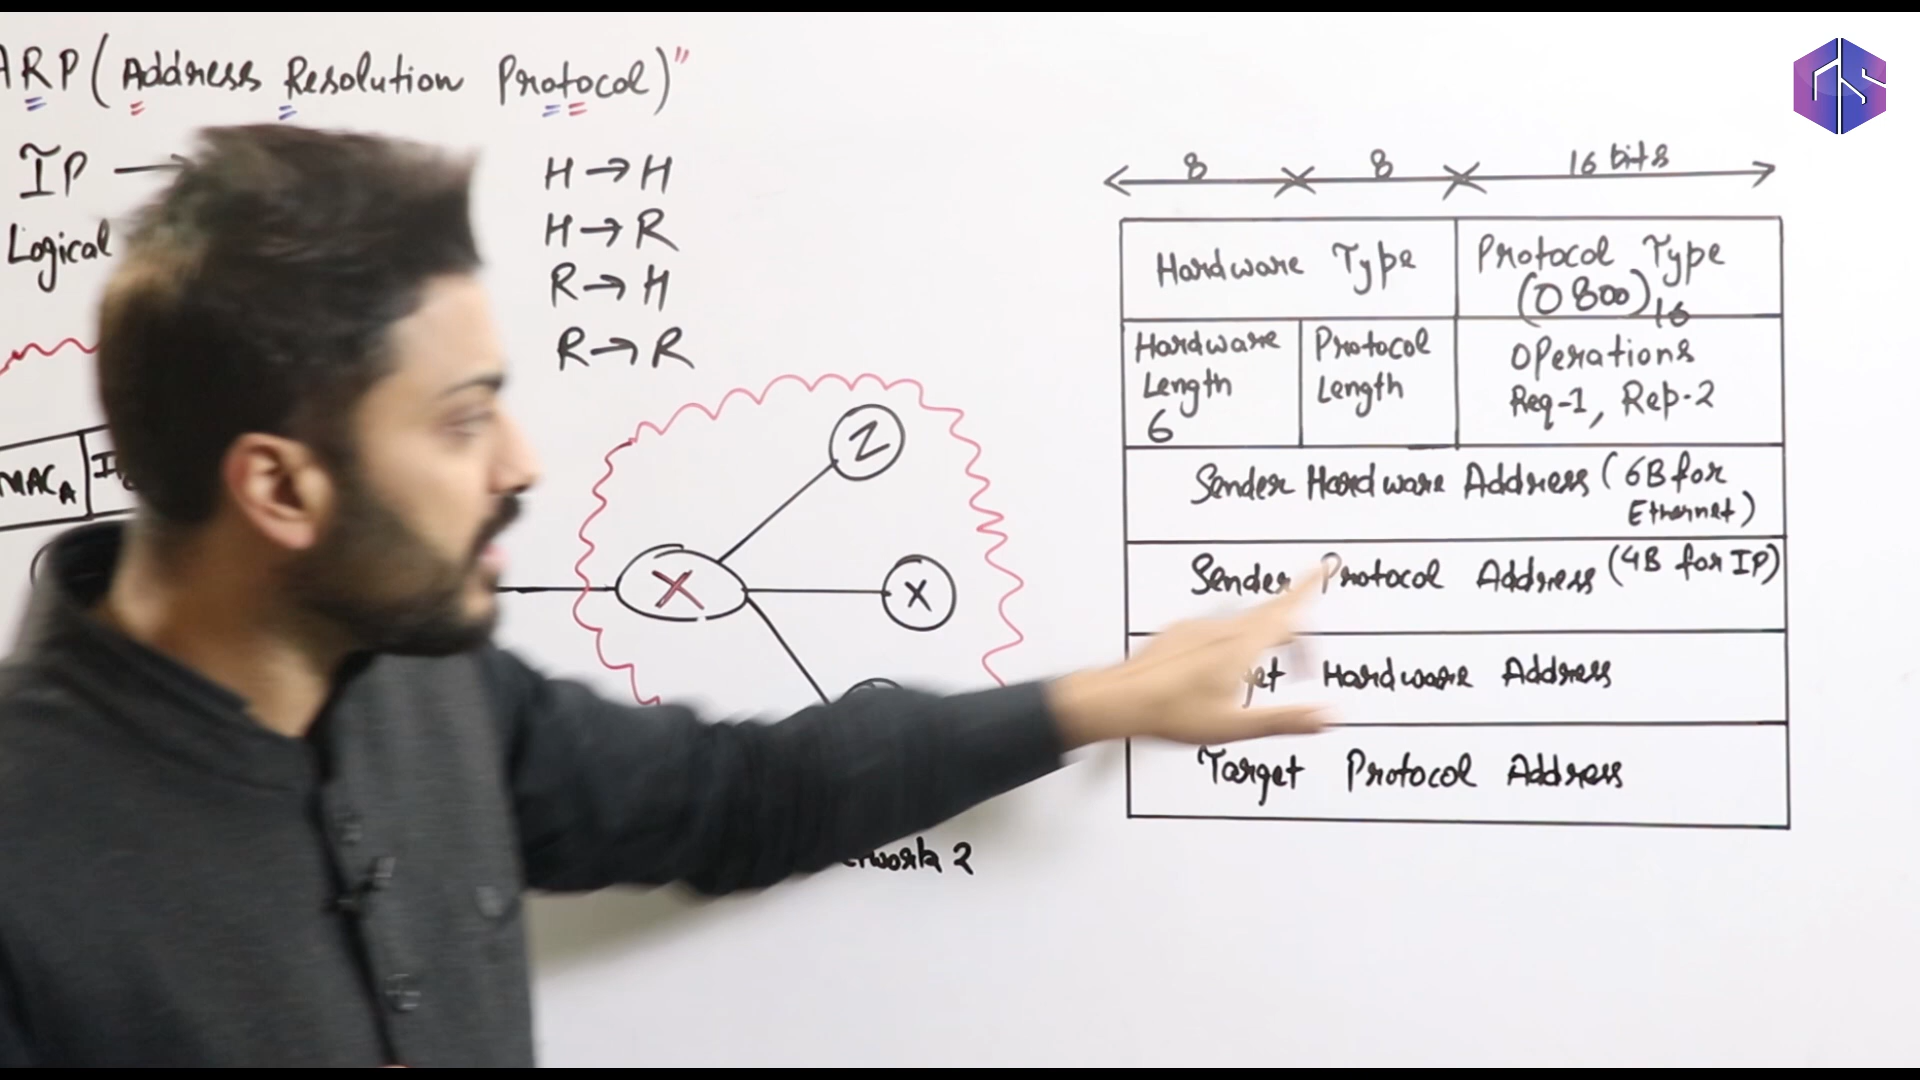 ARP (Address Resolution Protocol)"
IP →
Logical
H → H
H → R
R → H
R → R
MAC_A
Z
X
X
Network 2
8 8 16 bits
Hardware Type
Protocol Type
(0800)16
Hardware
Length
6
Protocol
Length
Operations
Req-1, Rep-2
Sender Hardware Address (6B for
Ethernet)
Sender Protocol Address (4B for IP)
Target Hardware Address
Target Protocol Address